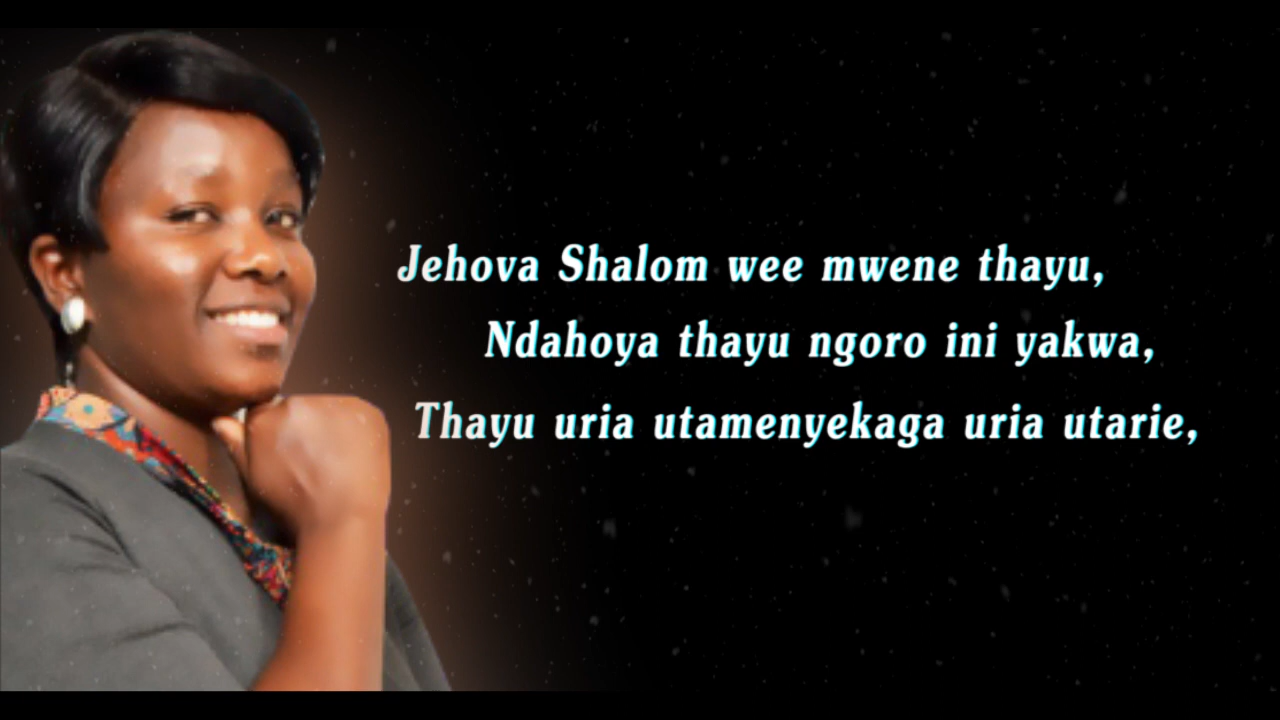 Jehova Shalom wee mwene thayu,
Ndahoya thayu ngoro ini yakwa,
Thayu uria utamenyekaga uria utarie,